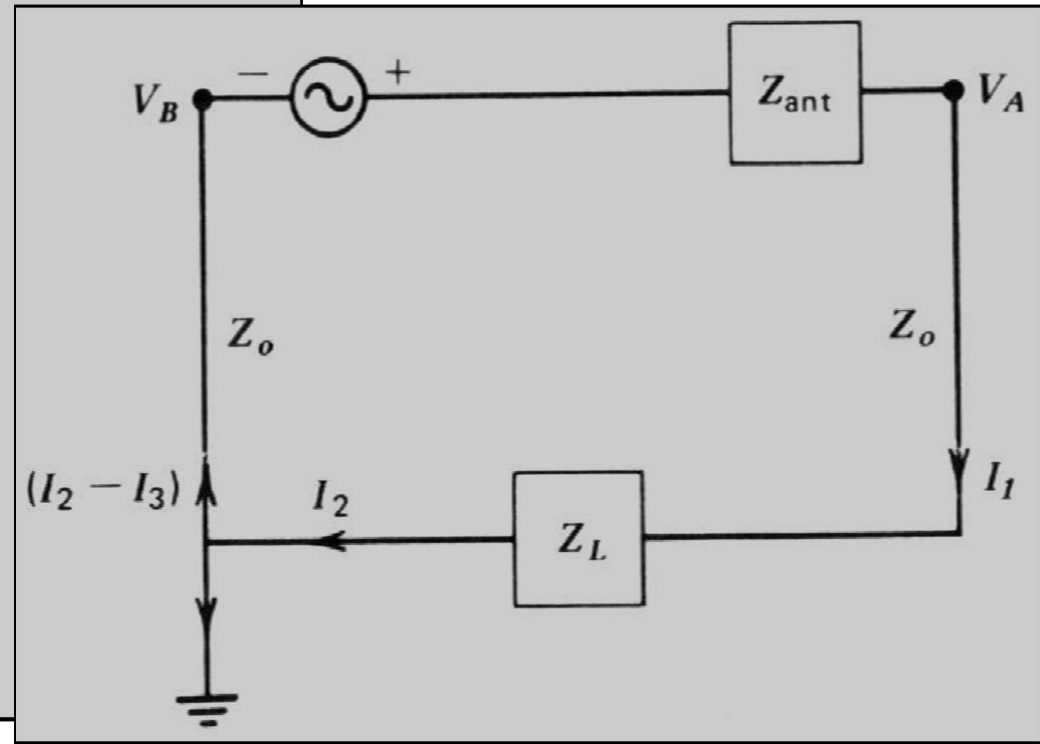 V_B − + Z_ant V_A
Z_o Z_o
(I_2 − I_3) I_2 Z_L I_1